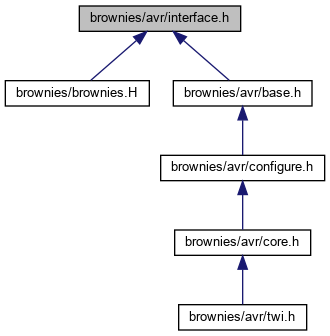 brownies/avr/interface.h
brownies/brownies.H
brownies/avr/base.h
brownies/avr/configure.h
brownies/avr/core.h
brownies/avr/twi.h